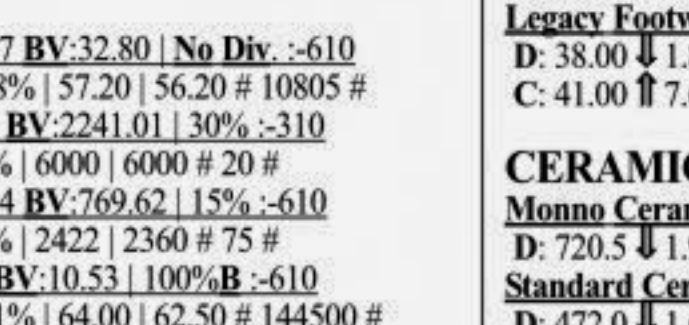 7 BV:32.80 | No Div. :-610
8% | 57.20 | 56.20 # 10805 #
BV:2241.01 | 30% :-310
% | 6000 | 6000 # 20 #
4 BV:769.62 | 15% :-610
% | 2422 | 2360 # 75 #
BV:10.53 | 100%B :-610
1% | 64.00 | 62.50 # 144500 #
Legacy Footw
D: 38.00 ⇓ 1.
C: 41.00 ⇑ 7.
CERAMIC
Monno Ceram
D: 720.5 ⇓ 1.
Standard Cer
D: 472.0 ⇓ 1.